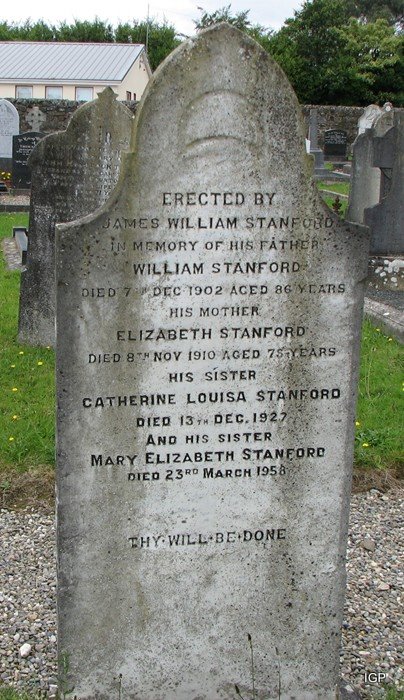 ERECTED BY
JAMES WILLIAM STANFORD
IN MEMORY OF HIS FATHER
WILLIAM STANFORD
DIED 7TH DEC 1902 AGED 86 YEARS
HIS MOTHER
ELIZABETH STANFORD
DIED 8TH NOV 1910 AGED 75 YEARS
HIS SISTER
CATHERINE LOUISA STANFORD
DIED 13TH DEC. 1927
AND HIS SISTER
MARY ELIZABETH STANFORD
DIED 23RD MARCH 1958
THY·WILL·BE·DONE
IGP